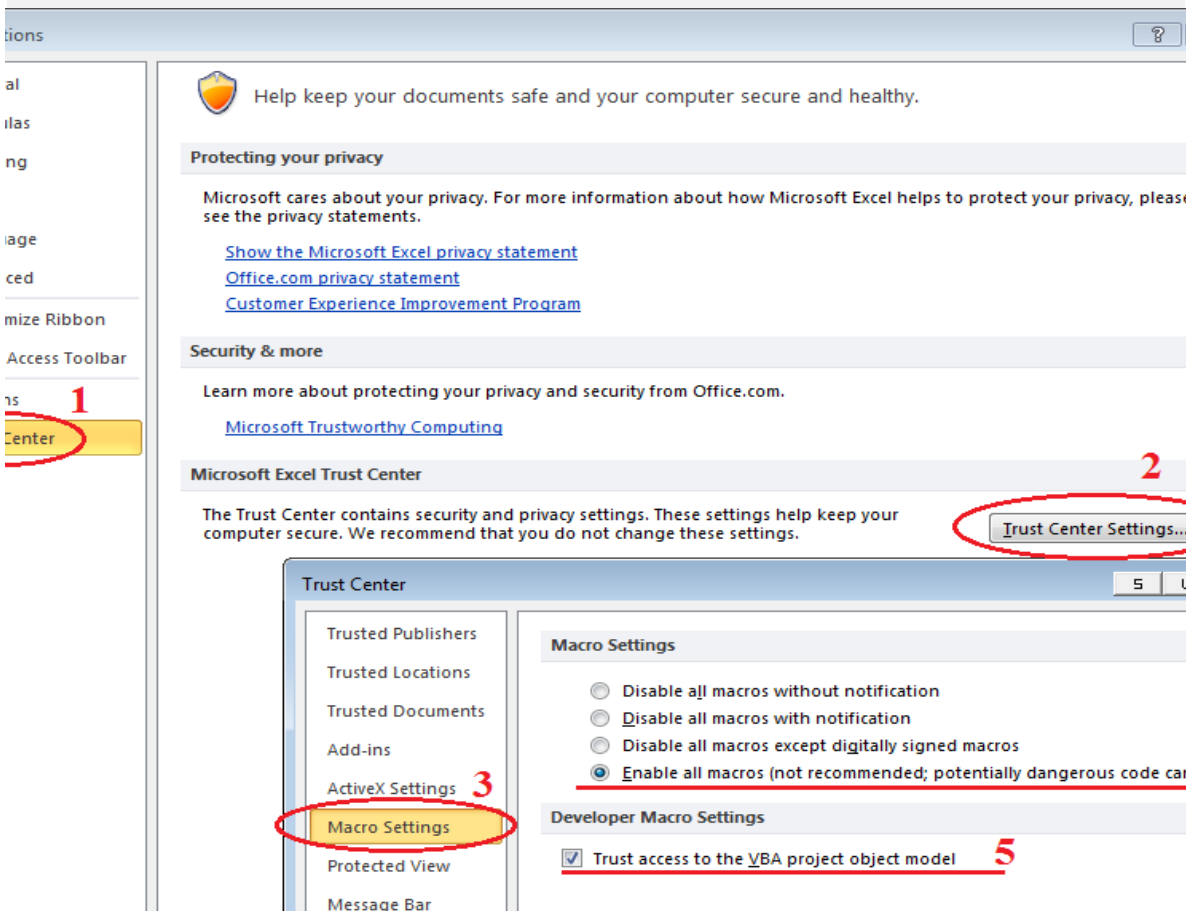 tions
?
al
ulas
ng
uage
ced
mize Ribbon
Access Toolbar
ns
1
Center
Help keep your documents safe and your computer secure and healthy.
Protecting your privacy
Microsoft cares about your privacy. For more information about how Microsoft Excel helps to protect your privacy, please
see the privacy statements.
Show the Microsoft Excel privacy statement
Office.com privacy statement
Customer Experience Improvement Program
Security & more
Learn more about protecting your privacy and security from Office.com.
Microsoft Trustworthy Computing
Microsoft Excel Trust Center
2
The Trust Center contains security and privacy settings. These settings help keep your
computer secure. We recommend that you do not change these settings.
Trust Center Settings...
Trust Center
5
Trusted Publishers
Trusted Locations
Trusted Documents
Add-ins
ActiveX Settings
3
Macro Settings
Protected View
Message Bar
Macro Settings
Disable all macros without notification
Disable all macros with notification
Disable all macros except digitally signed macros
Enable all macros (not recommended; potentially dangerous code can
Developer Macro Settings
Trust access to the VBA project object model
5